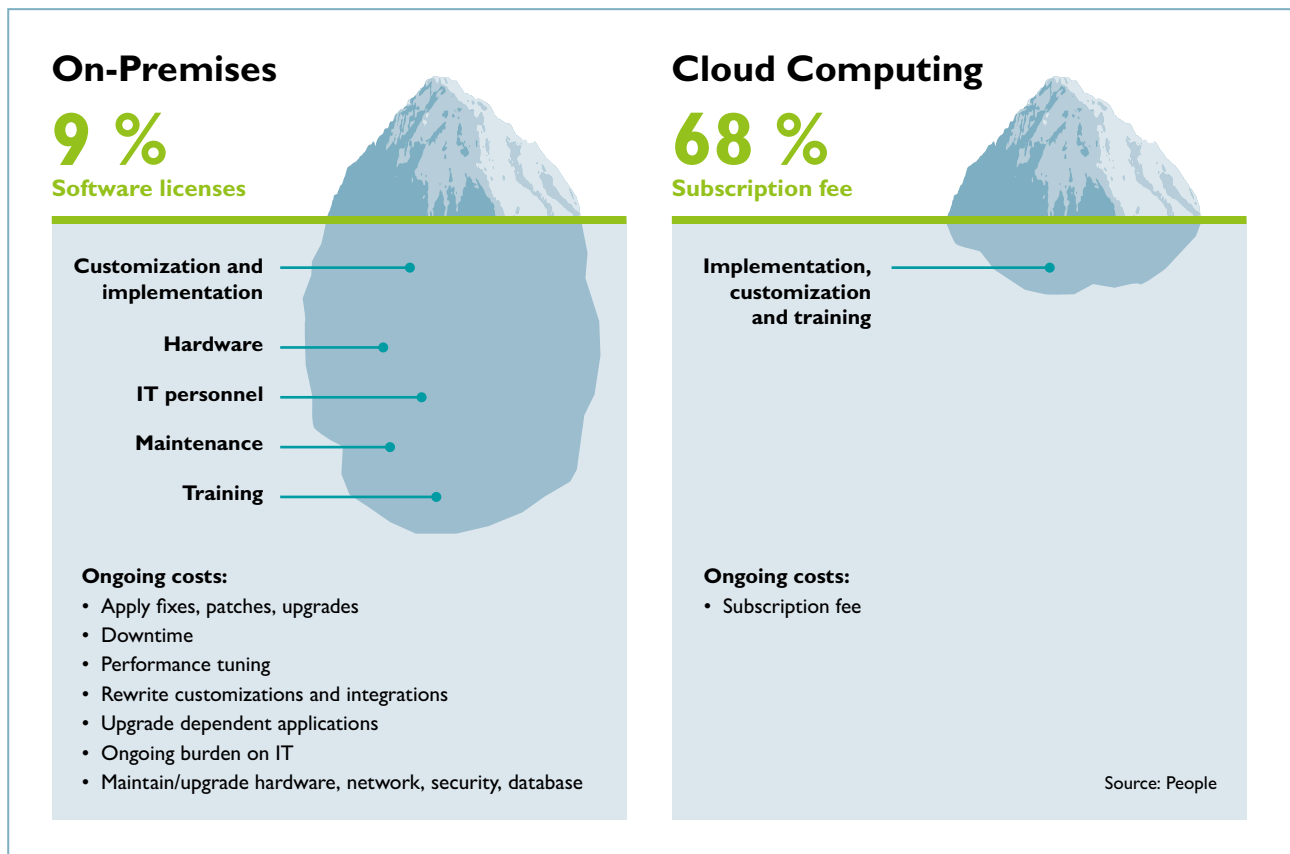 On-Premises
9 %
Software licenses
Customization and
implementation
Hardware
IT personnel
Maintenance
Training
Ongoing costs:
• Apply fixes, patches, upgrades
• Downtime
• Performance tuning
• Rewrite customizations and integrations
• Upgrade dependent applications
• Ongoing burden on IT
• Maintain/upgrade hardware, network, security, database
Cloud Computing
68 %
Subscription fee
Implementation,
customization
and training
Ongoing costs:
• Subscription fee
Source: People